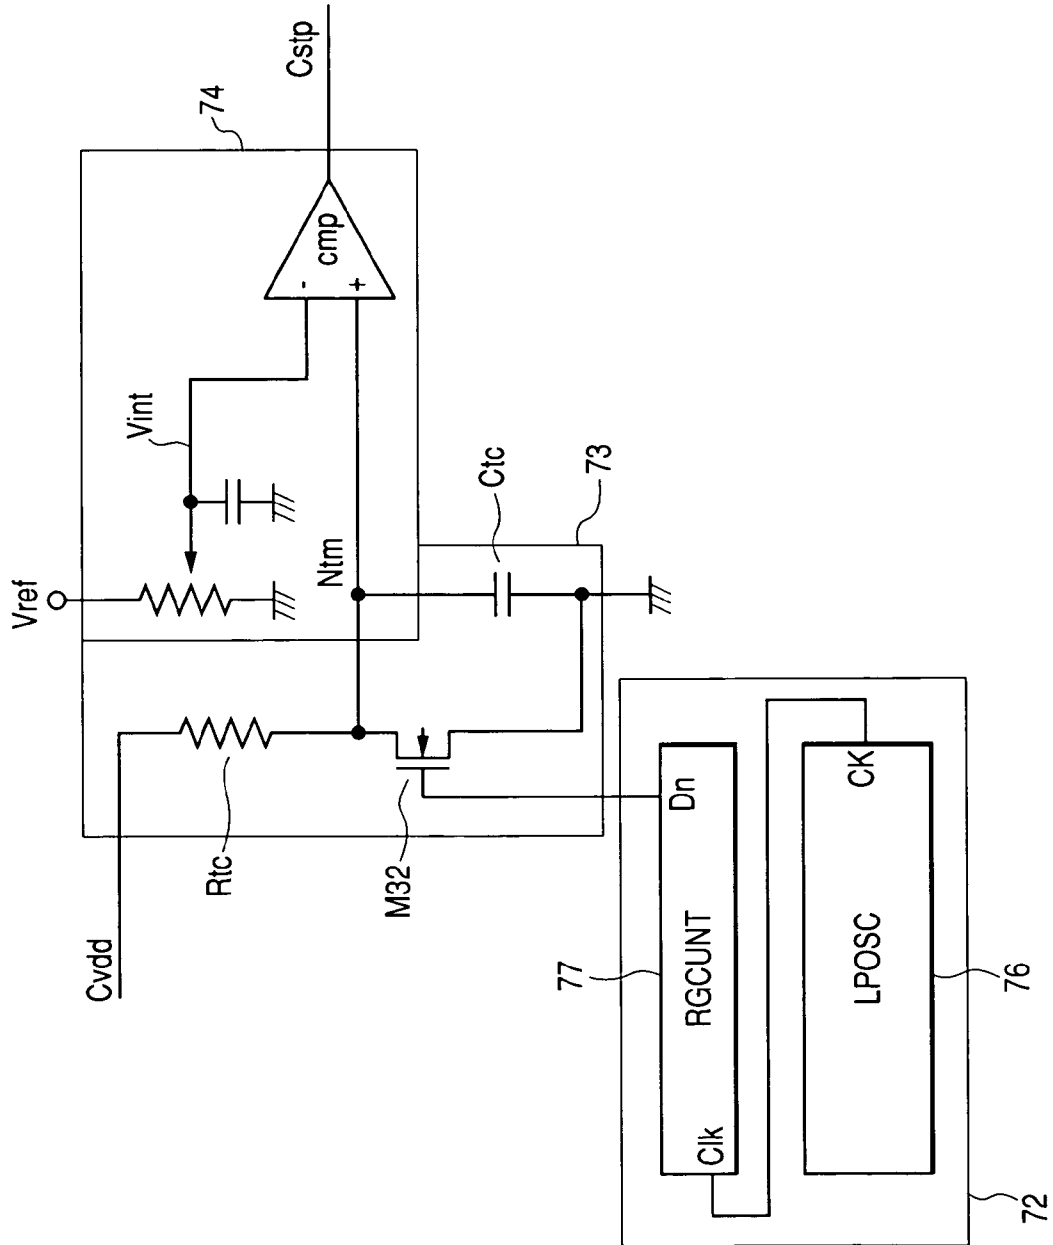 Cstp
74
cmp
-
+
Vint
Vref
Ntm
Ctc
73
Rtc
M32
Cvdd
Dn
RGCUNT
Clk
77
CK
LPOSC
76
72